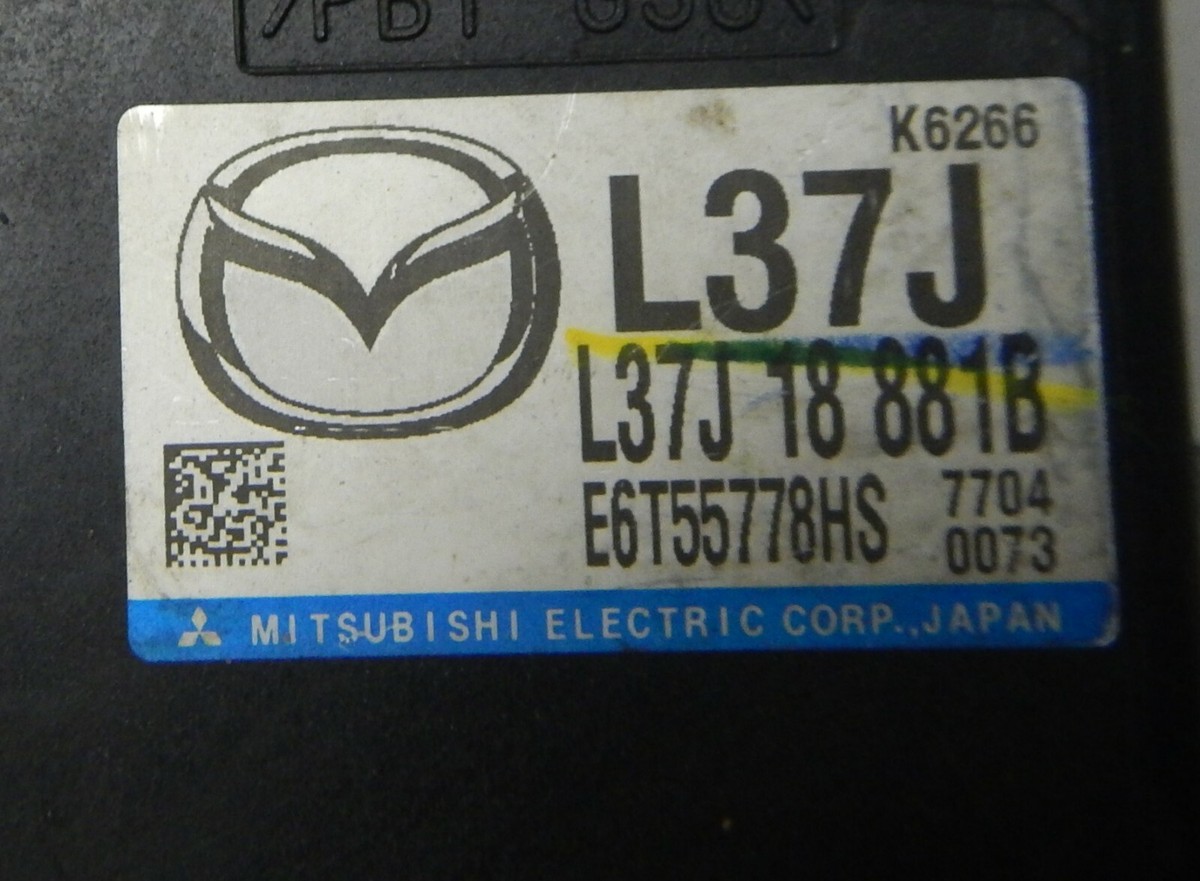 K6266
L37J
L37J 18 881B
E6T55778HS 7704
0073
MITSUBISHI ELECTRIC CORP.,JAPAN